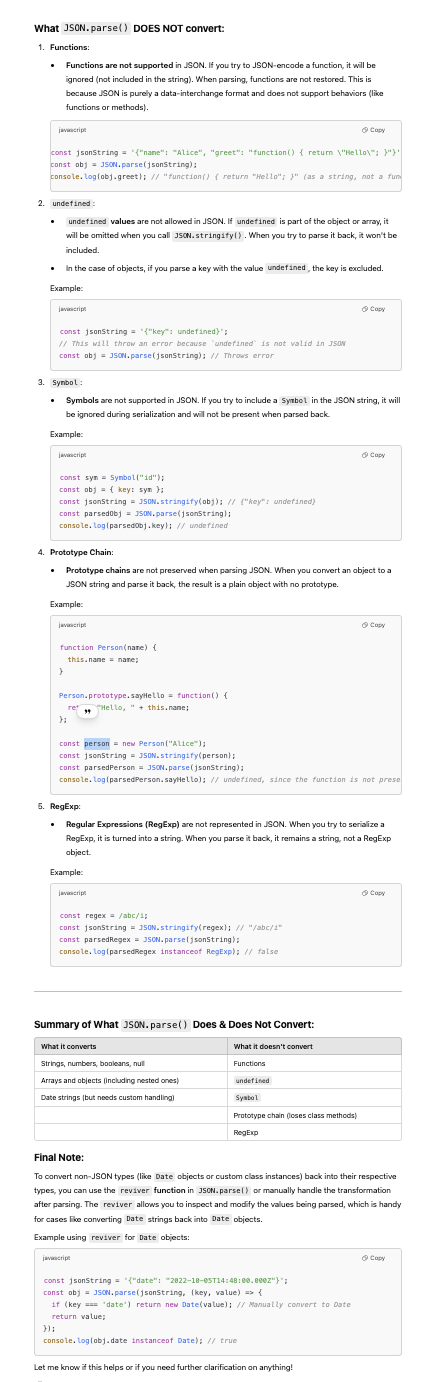 What JSON.parse() DOES NOT convert:
1. Functions:
• Functions are not supported in JSON. If you try to JSON-encode a function, it will be
ignored (not included in the string). When parsing, functions are not restored. This is
because JSON is purely a data-interchange format and does not support behaviors (like
functions or methods).
javascript Copy
const jsonString = '{"name": "Alice", "greet": "function() { return \"Hello\"; }"}'
const obj = JSON.parse(jsonString);
console.log(obj.greet); // "function() { return "Hello"; }" (as a string, not a fun
2. undefined:
• undefined values are not allowed in JSON. If undefined is part of the object or array, it
will be omitted when you call JSON.stringify(). When you try to parse it back, it won't be
included.
• In the case of objects, if you parse a key with the value undefined, the key is excluded.
Example:
javascript Copy
const jsonString = '{"key": undefined}';
// This will throw an error because `undefined` is not valid in JSON
const obj = JSON.parse(jsonString); // Throws error
3. Symbol:
• Symbols are not supported in JSON. If you try to include a Symbol in the JSON string, it will
be ignored during serialization and will not be present when parsed back.
Example:
javascript Copy
const sym = Symbol("id");
const obj = { key: sym };
const jsonString = JSON.stringify(obj); // {"key": undefined}
const parsedObj = JSON.parse(jsonString);
console.log(parsedObj.key); // undefined
4. Prototype Chain:
• Prototype chains are not preserved when parsing JSON. When you convert an object to a
JSON string and parse it back, the result is a plain object with no prototype.
Example:
javascript Copy
function Person(name) {
this.name = name;
}
Person.prototype.sayHello = function() {
ret "Hello, " + this.name;
};
const person = new Person("Alice");
const jsonString = JSON.stringify(person);
const parsedPerson = JSON.parse(jsonString);
console.log(parsedPerson.sayHello); // undefined, since the function is not prese
5. RegExp:
• Regular Expressions (RegExp) are not represented in JSON. When you try to serialize a
RegExp, it is turned into a string. When you parse it back, it remains a string, not a RegExp
object.
Example:
javascript Copy
const regex = /abc/i;
const jsonString = JSON.stringify(regex); // "/abc/i"
const parsedRegex = JSON.parse(jsonString);
console.log(parsedRegex instanceof RegExp); // false
Summary of What JSON.parse() Does & Does Not Convert:
What it converts What it doesn't convert
Strings, numbers, booleans, null Functions
Arrays and objects (including nested ones) undefined
Date strings (but needs custom handling) Symbol
Prototype chain (loses class methods)
RegExp
Final Note:
To convert non-JSON types (like Date objects or custom class instances) back into their respective
types, you can use the reviver function in JSON.parse() or manually handle the transformation
after parsing. The reviver allows you to inspect and modify the values being parsed, which is handy
for cases like converting Date strings back into Date objects.
Example using reviver for Date objects:
javascript Copy
const jsonString = '{"date": "2022-10-05T14:48:00.000Z"}';
const obj = JSON.parse(jsonString, (key, value) => {
if (key === 'date') return new Date(value); // Manually convert to Date
return value;
});
console.log(obj.date instanceof Date); // true
Let me know if this helps or if you need further clarification on anything!